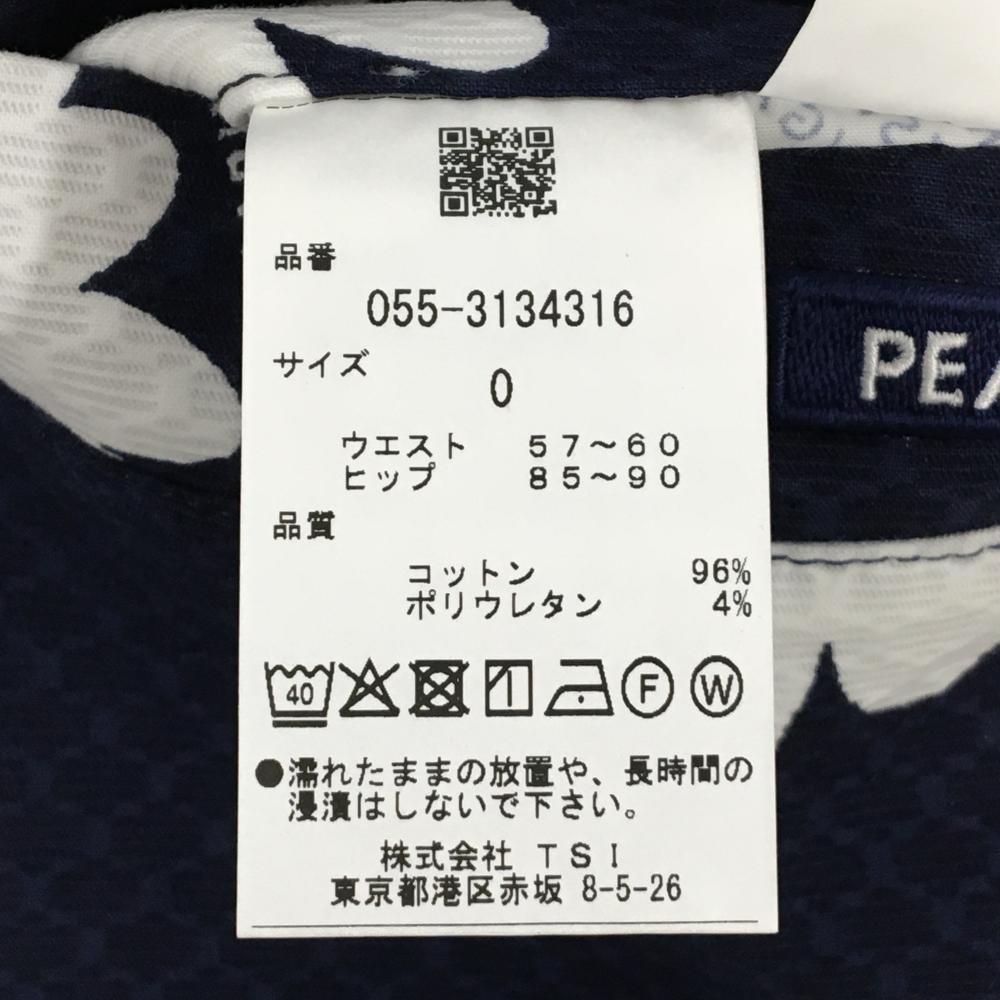 品番
055-3134316
サイズ
0
ウエスト 57～60
ヒップ 85～90
品質
コットン 96%
ポリウレタン 4%
40
F
W
●濡れたままの放置や、長時間の
浸漬はしないで下さい。
株式会社 TSI
東京都港区赤坂 8-5-26